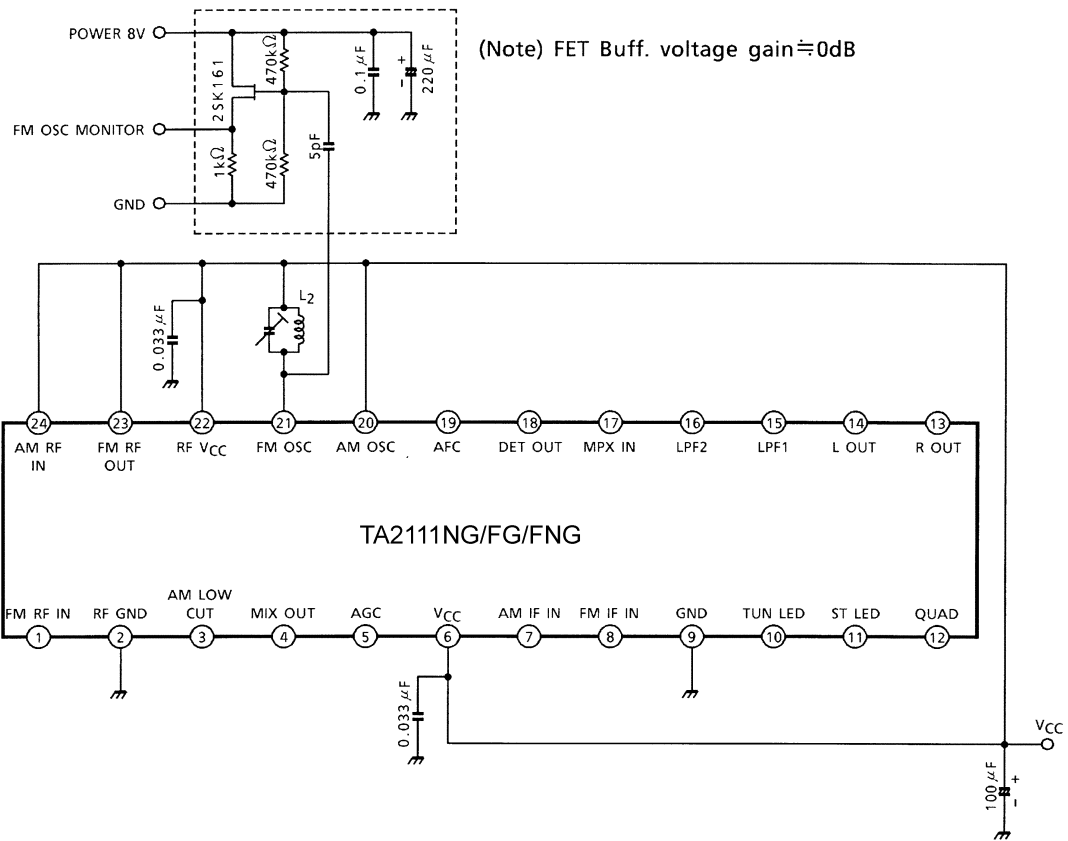 POWER 8V
2SK161
470kΩ
0.1μF
220μF
+
-
(Note) FET Buff. voltage gain≒0dB
FM OSC MONITOR
1kΩ
470kΩ
5pF
GND
0.033μF
L2
24 23 22 21 20 19 18 17 16 15 14 13
AM RF IN
FM RF OUT
RF VCC
FM OSC
AM OSC
AFC
DET OUT
MPX IN
LPF2
LPF1
L OUT
R OUT
TA2111NG/FG/FNG
FM RF IN
RF GND
AM LOW CUT
MIX OUT
AGC
VCC
AM IF IN
FM IF IN
GND
TUN LED
ST LED
QUAD
1 2 3 4 5 6 7 8 9 10 11 12
0.033μF
VCC
100μF
+
-